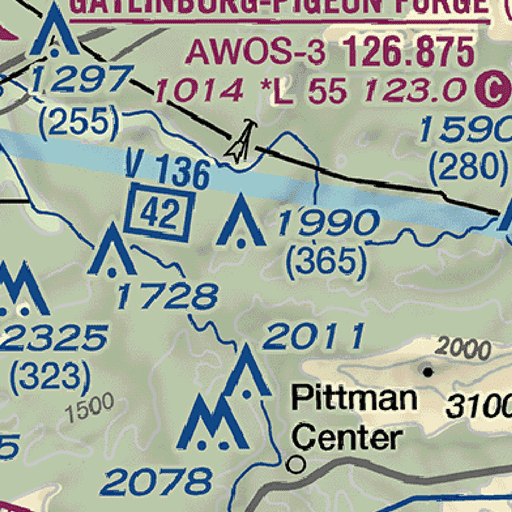 GATLINBURG-PIGEON FORGE (
AWOS-3 126.875
1014 *L 55 123.0 C
1297
(255)
1590
(280)
V 136
42
1990
(365)
1728
2325
(323)
2011
2000
1500
Pittman
Center
3100
5
2078